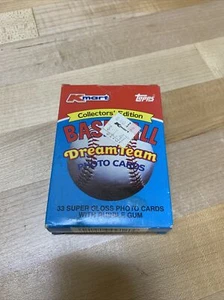 Kmart
Topps
Collectors' Edition
BASEBALL
Dream Team
PHOTO CARDS
33 SUPER GLOSS PHOTO CARDS
WITH BUBBLE GUM